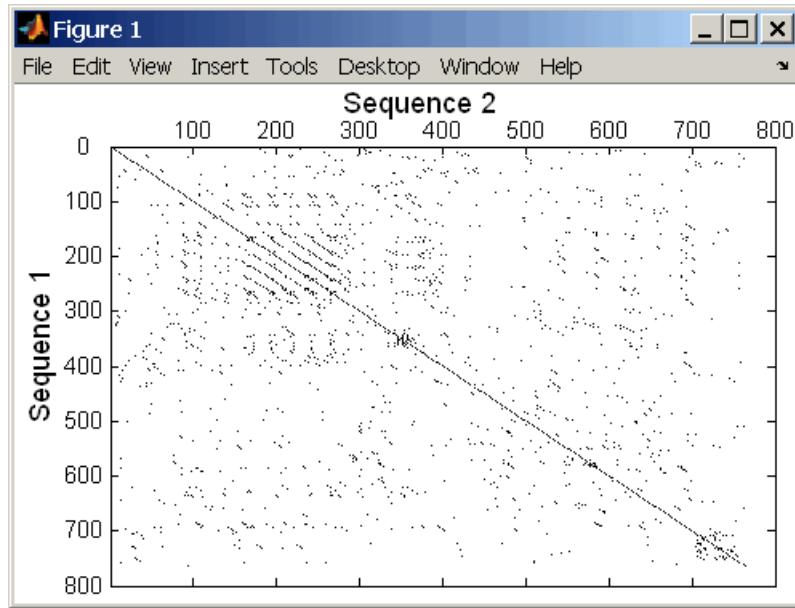 Figure 1
File Edit View Insert Tools Desktop Window Help
Sequence 2
100 200 300 400 500 600 700 800
0
100
200
300
400
500
600
700
800
Sequence 1